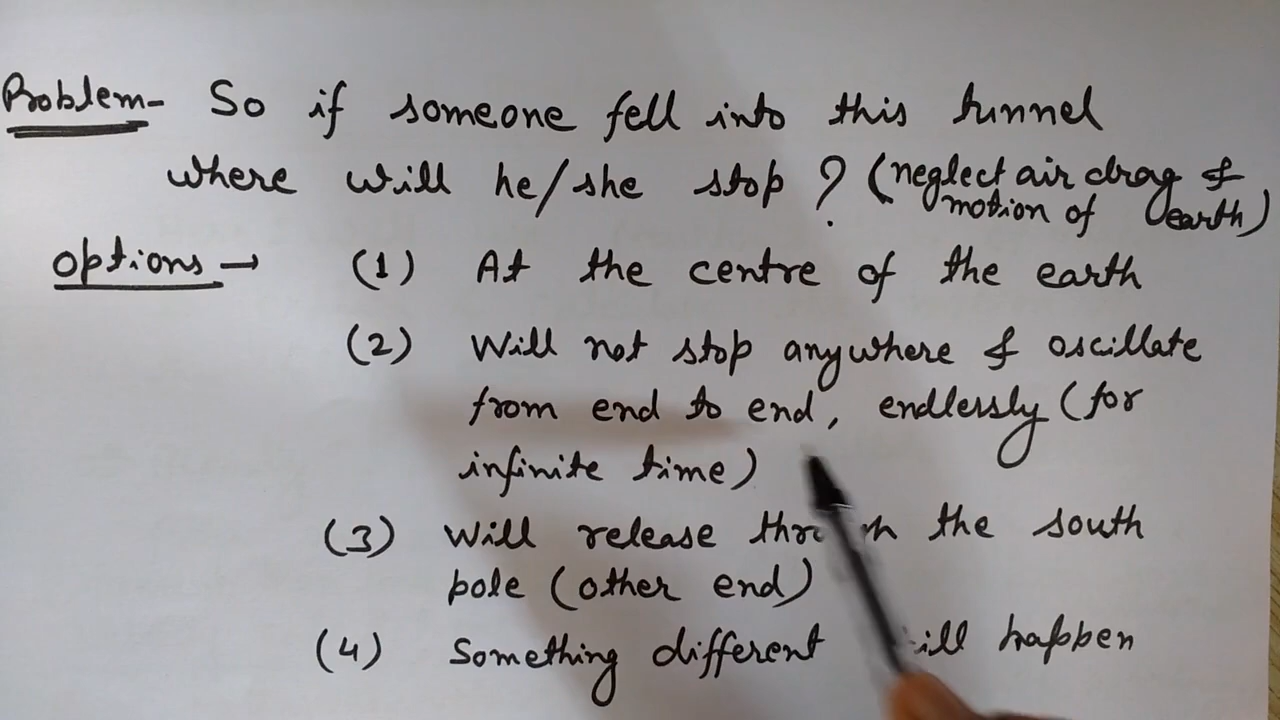 Problem- So if someone fell into this tunnel
where will he/she stop? (neglect air drag &
motion of earth)
options → (1) At the centre of the earth
(2) Will not stop anywhere & oscillate
from end to end, endlessly (for
infinite time)
(3) Will release the south
pole (other end)
(4) Something different happen